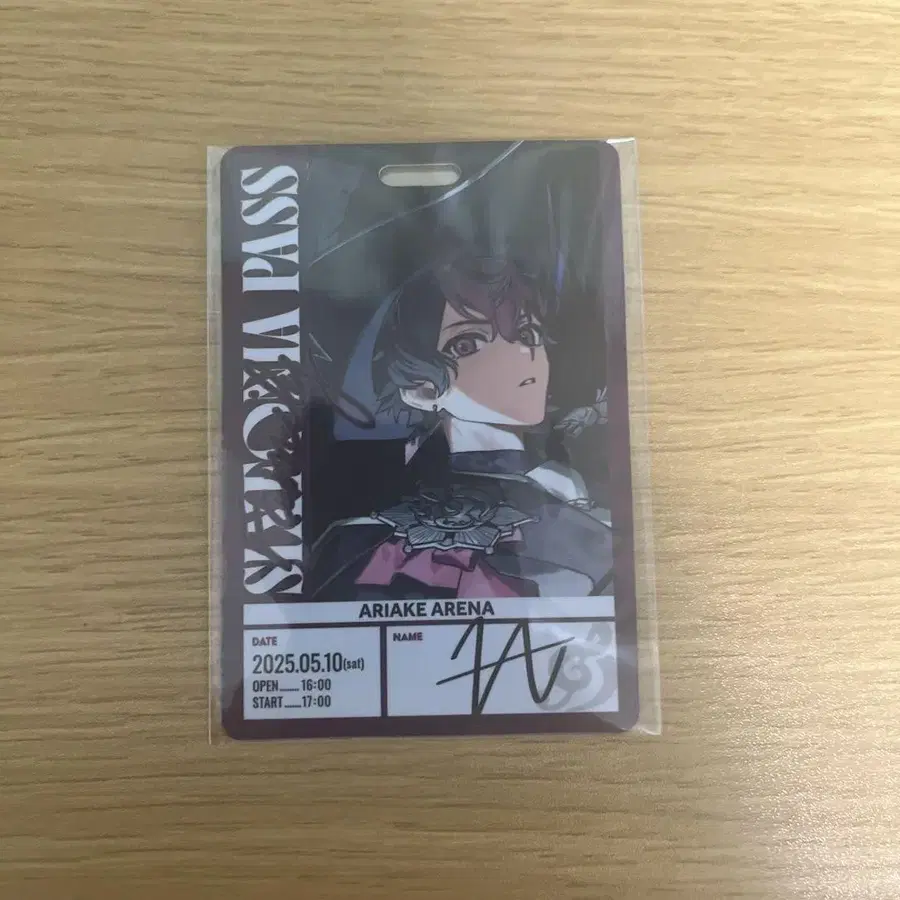 PASS
ARIAKE ARENA
DATE
2025.05.10(sat)
OPEN........16:00
START......17:00
NAME